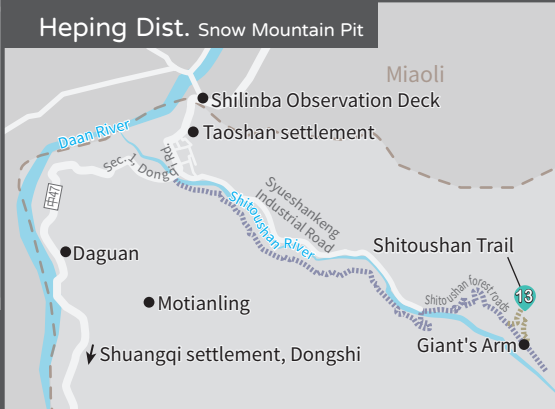 Heping Dist. Snow Mountain Pit
Miaoli
Shilinba Observation Deck
Daan River
Taoshan settlement
Sec. 1, Dongqi Rd.
中47
Syueshankeng
Industrial Road
Shitoushan River
Shitoushan Trail
Daguan
Shitoushan forest roads
13
Motianling
Giant's Arm
Shuangqi settlement, Dongshi